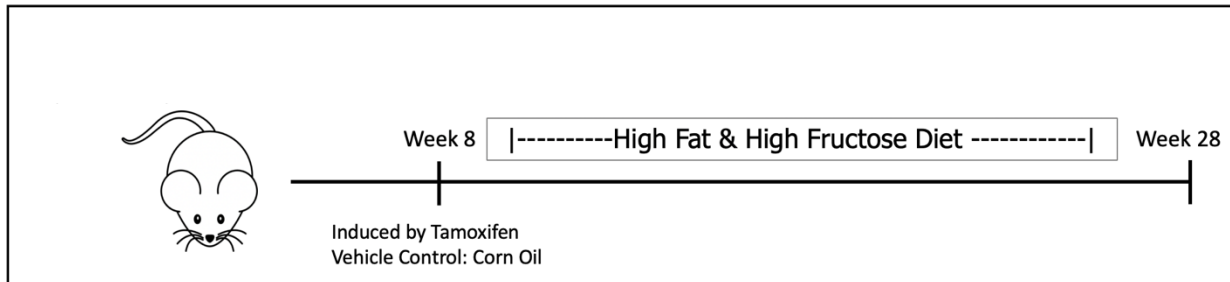 Week 8 |----------High Fat & High Fructose Diet ------------| Week 28
Induced by Tamoxifen
Vehicle Control: Corn Oil